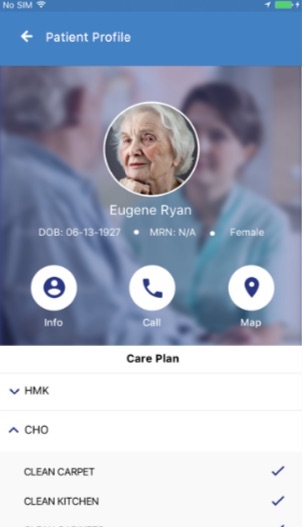 No SIM
Patient Profile
Eugene Ryan
DOB: 06-13-1927 • MRN: N/A • Female
Info Call Map
Care Plan
HMK
CHO
CLEAN CARPET
CLEAN KITCHEN